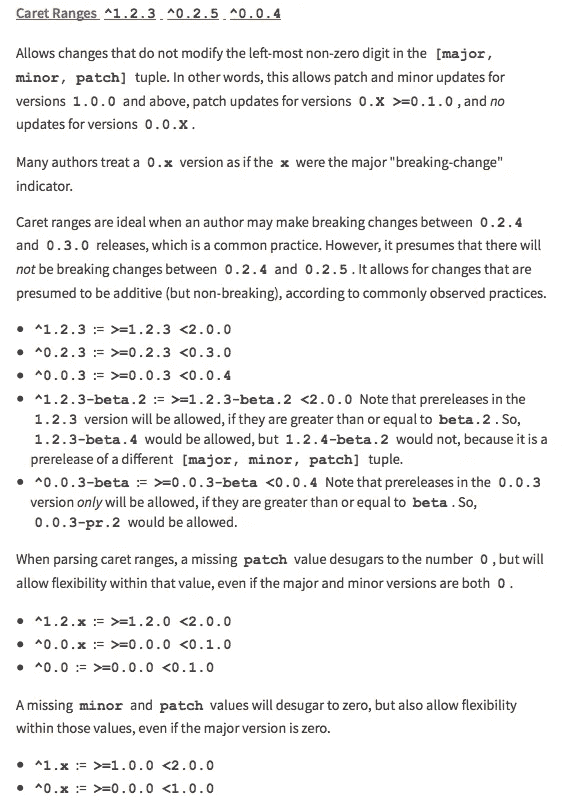 Caret Ranges ^1.2.3 ^0.2.5 ^0.0.4
Allows changes that do not modify the left-most non-zero digit in the [major,
minor, patch] tuple. In other words, this allows patch and minor updates for
versions 1.0.0 and above, patch updates for versions 0.X >=0.1.0, and no
updates for versions 0.0.X.
Many authors treat a 0.x version as if the x were the major "breaking-change"
indicator.
Caret ranges are ideal when an author may make breaking changes between 0.2.4
and 0.3.0 releases, which is a common practice. However, it presumes that there will
not be breaking changes between 0.2.4 and 0.2.5. It allows for changes that are
presumed to be additive (but non-breaking), according to commonly observed practices.
• ^1.2.3 := >=1.2.3 <2.0.0
• ^0.2.3 := >=0.2.3 <0.3.0
• ^0.0.3 := >=0.0.3 <0.0.4
• ^1.2.3-beta.2 := >=1.2.3-beta.2 <2.0.0 Note that prereleases in the
1.2.3 version will be allowed, if they are greater than or equal to beta.2. So,
1.2.3-beta.4 would be allowed, but 1.2.4-beta.2 would not, because it is a
prerelease of a different [major, minor, patch] tuple.
• ^0.0.3-beta := >=0.0.3-beta <0.0.4 Note that prereleases in the 0.0.3
version only will be allowed, if they are greater than or equal to beta. So,
0.0.3-pr.2 would be allowed.
When parsing caret ranges, a missing patch value desugars to the number 0, but will
allow flexibility within that value, even if the major and minor versions are both 0.
• ^1.2.x := >=1.2.0 <2.0.0
• ^0.0.x := >=0.0.0 <0.1.0
• ^0.0 := >=0.0.0 <0.1.0
A missing minor and patch values will desugar to zero, but also allow flexibility
within those values, even if the major version is zero.
• ^1.x := >=1.0.0 <2.0.0
• ^0.x := >=0.0.0 <1.0.0